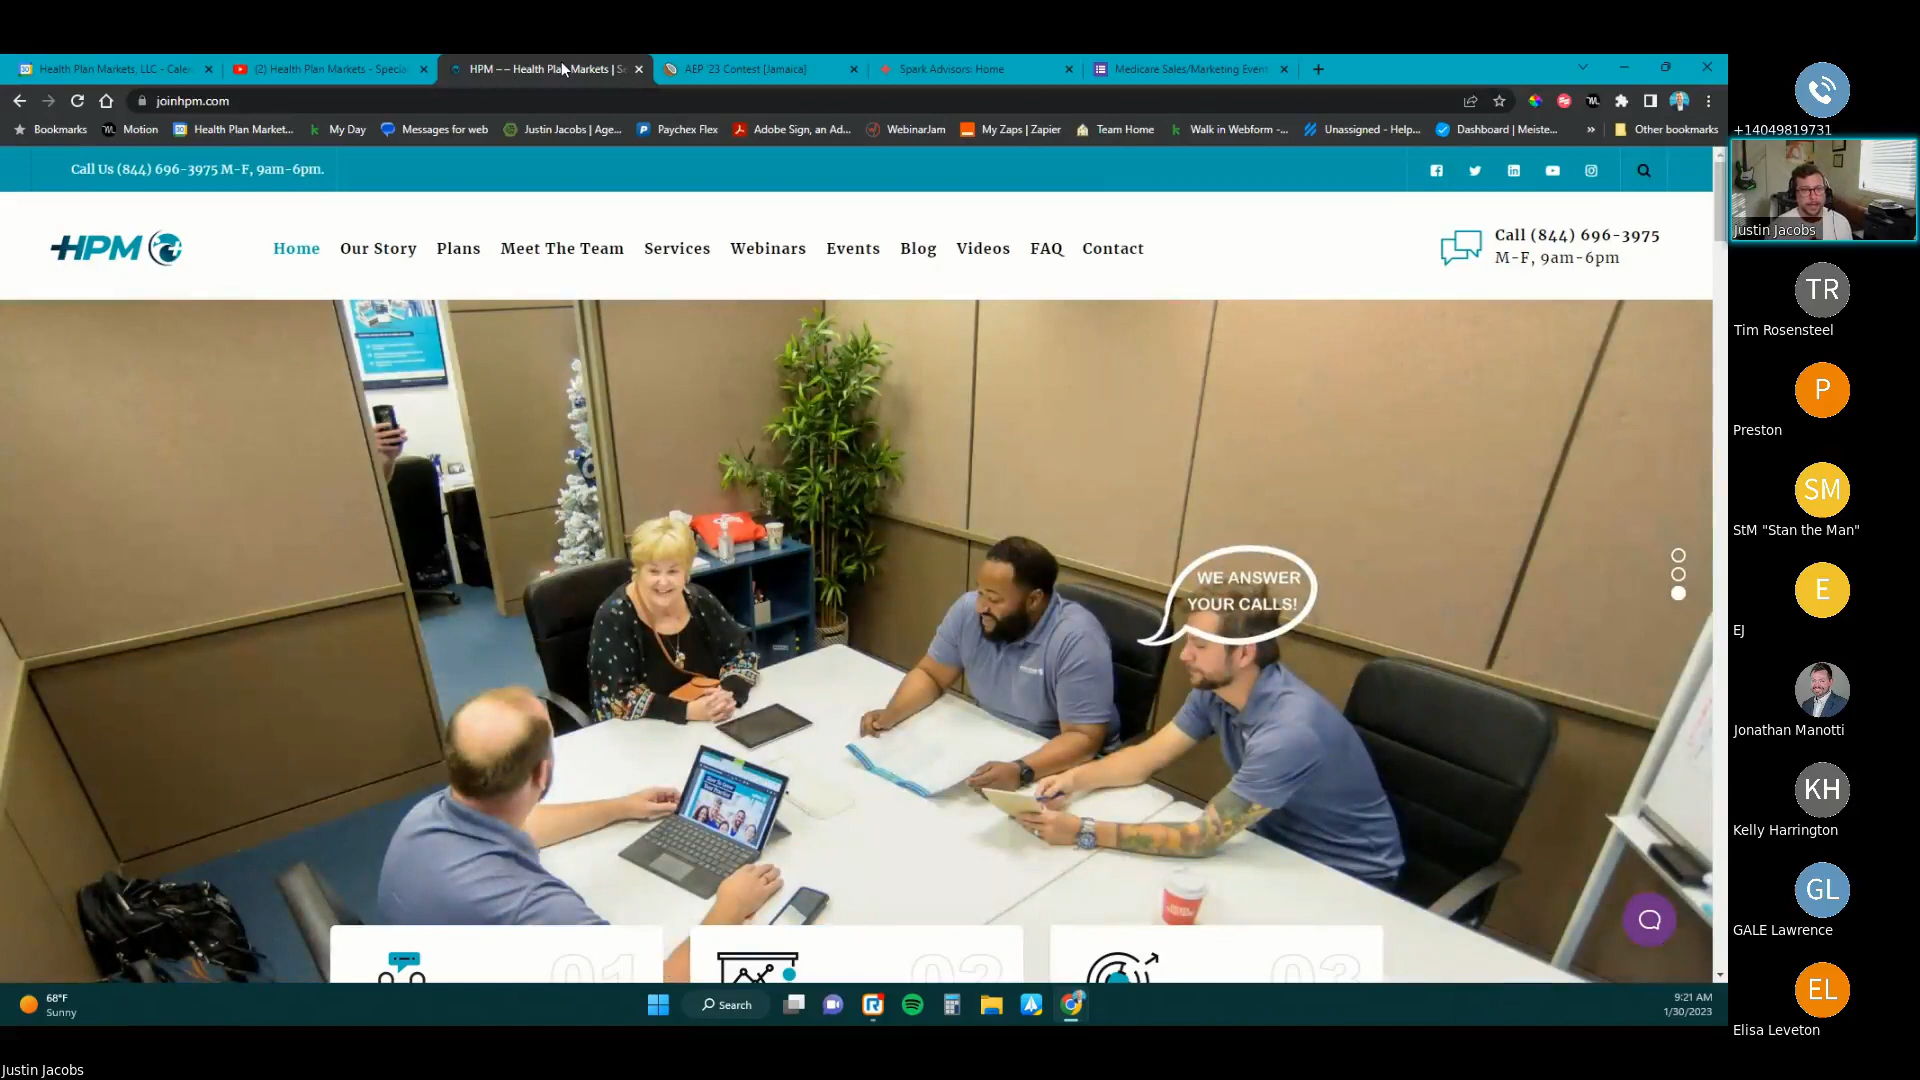 Health Plan Markets, LLC - Calen
(2) Health Plan Markets - Special
HPM –– Health Plan Markets | Se
AEP '23 Contest [Jamaica]
Spark Advisors: Home
Medicare Sales/Marketing Event
joinhpm.com
Bookmarks
Motion
Health Plan Market...
My Day
Messages for web
Justin Jacobs | Age...
Paychex Flex
Adobe Sign, an Ad...
WebinarJam
My Zaps | Zapier
Team Home
Walk in Webform -...
Unassigned - Help...
Dashboard | Meiste...
Other bookmarks
Call Us (844) 696-3975 M-F, 9am-6pm.
HPM
Home
Our Story
Plans
Meet The Team
Services
Webinars
Events
Blog
Videos
FAQ
Contact
Call (844) 696-3975
M-F, 9am-6pm
WE ANSWER
YOUR CALLS!
01
02
03
68°F
Sunny
Search
9:21 AM
1/30/2023
+14049819731
Justin Jacobs
TR
Tim Rosensteel
P
Preston
SM
StM "Stan the Man"
E
EJ
Jonathan Manotti
KH
Kelly Harrington
GL
GALE Lawrence
EL
Elisa Leveton
Justin Jacobs